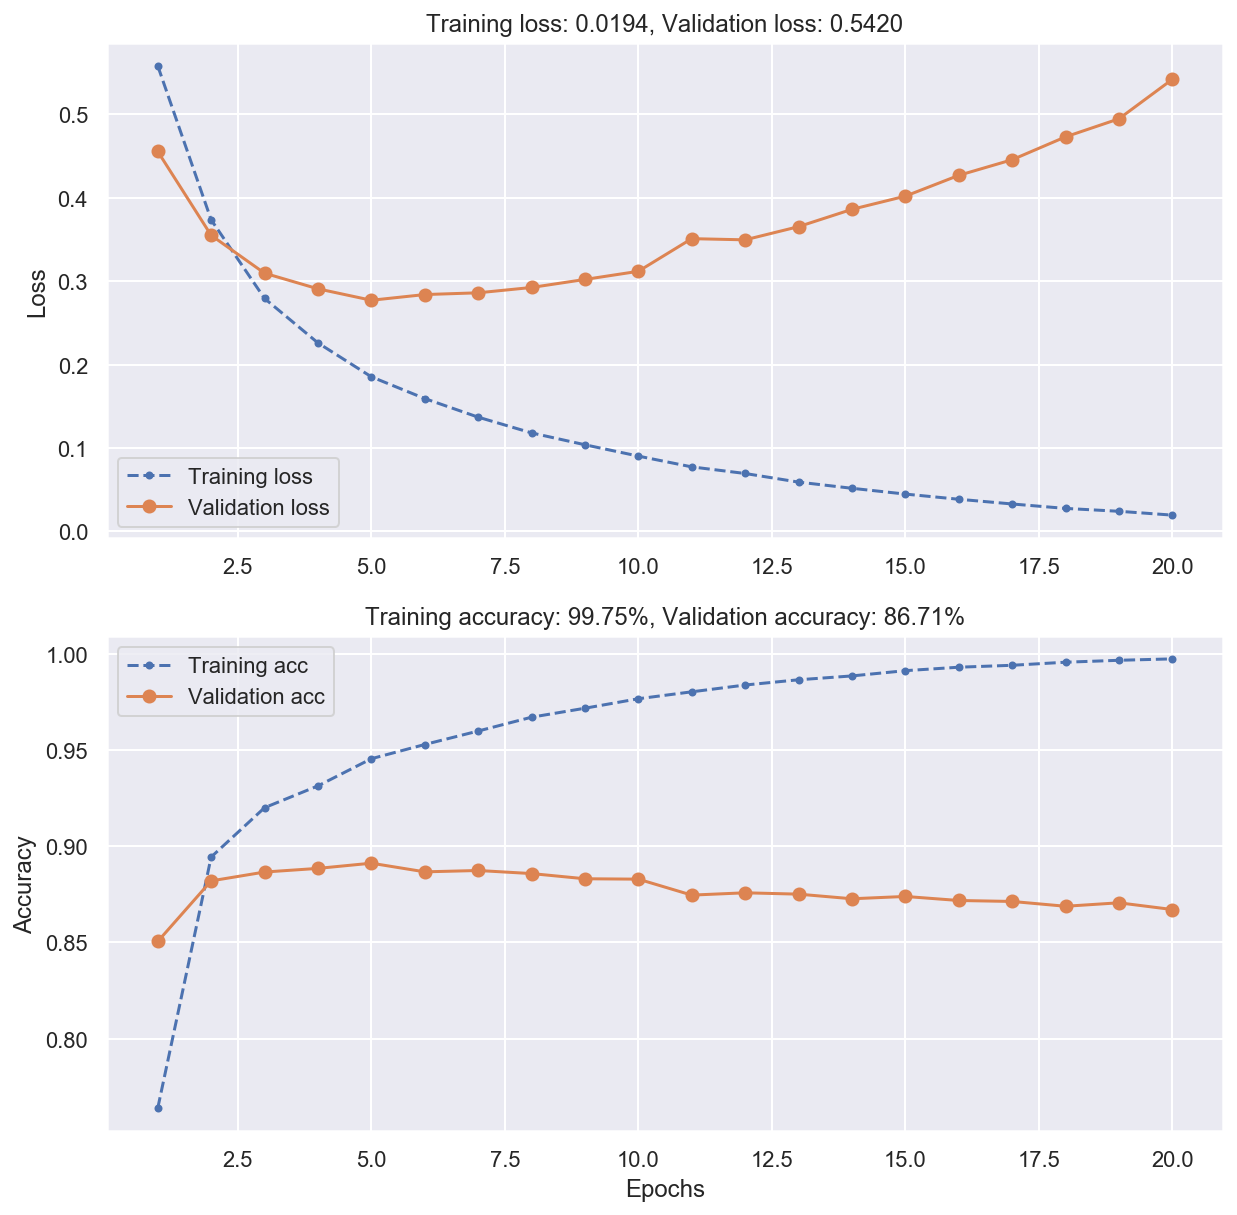 Training loss: 0.0194, Validation loss: 0.5420
Loss
0.5
0.4
0.3
0.2
0.1
0.0
Training loss
Validation loss
2.5 5.0 7.5 10.0 12.5 15.0 17.5 20.0
Training accuracy: 99.75%, Validation accuracy: 86.71%
Accuracy
1.00
0.95
0.90
0.85
0.80
Training acc
Validation acc
2.5 5.0 7.5 10.0 12.5 15.0 17.5 20.0
Epochs